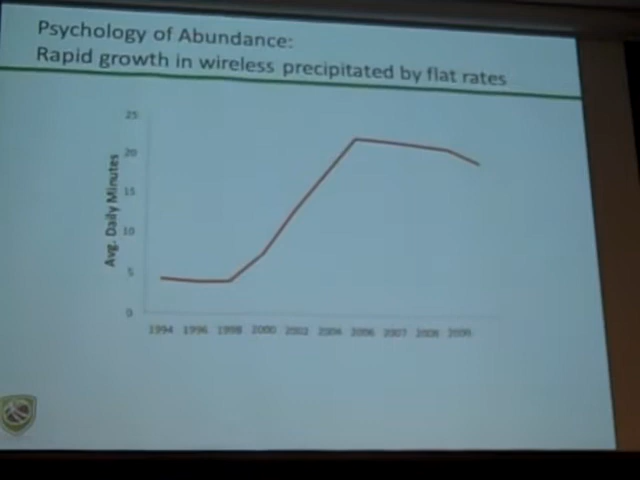 Psychology of Abundance:
Rapid growth in wireless precipitated by flat rates
Avg. Daily Minutes
25
20
15
10
5
0
1994 1996 1998 2000 2002 2004 2006 2007 2008 2009